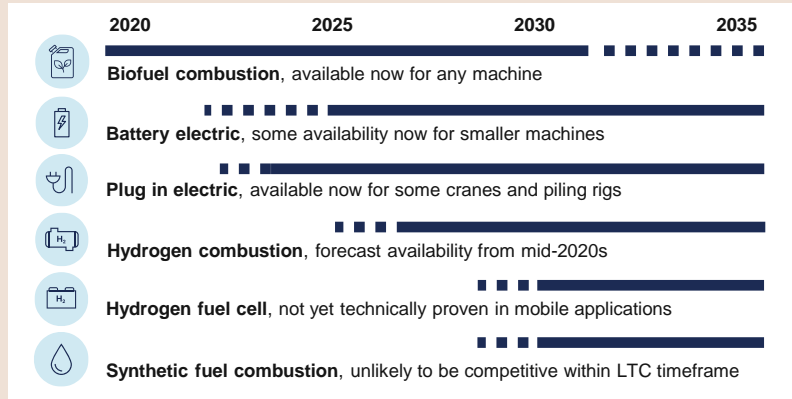 2020 2025 2030 2035
Biofuel combustion, available now for any machine
Battery electric, some availability now for smaller machines
Plug in electric, available now for some cranes and piling rigs
H₂
Hydrogen combustion, forecast availability from mid-2020s
H₂
Hydrogen fuel cell, not yet technically proven in mobile applications
Synthetic fuel combustion, unlikely to be competitive within LTC timeframe